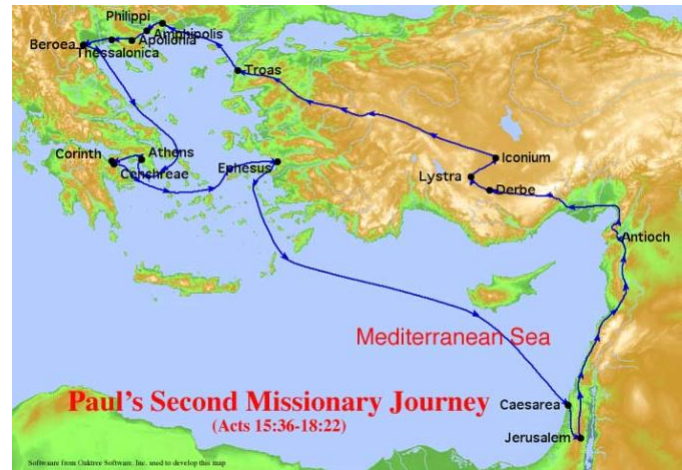 Philippi
Amphipolis
Beroea
Apollonia
Thessalonica
Troas
Corinth
Athens
Cenchreae
Ephesus
Iconium
Lystra
Derbe
Antioch
Mediterranean Sea
Paul's Second Missionary Journey
(Acts 15:36-18:22)
Caesarea
Jerusalem
Software from Oaktree Software, Inc. used to develop this map